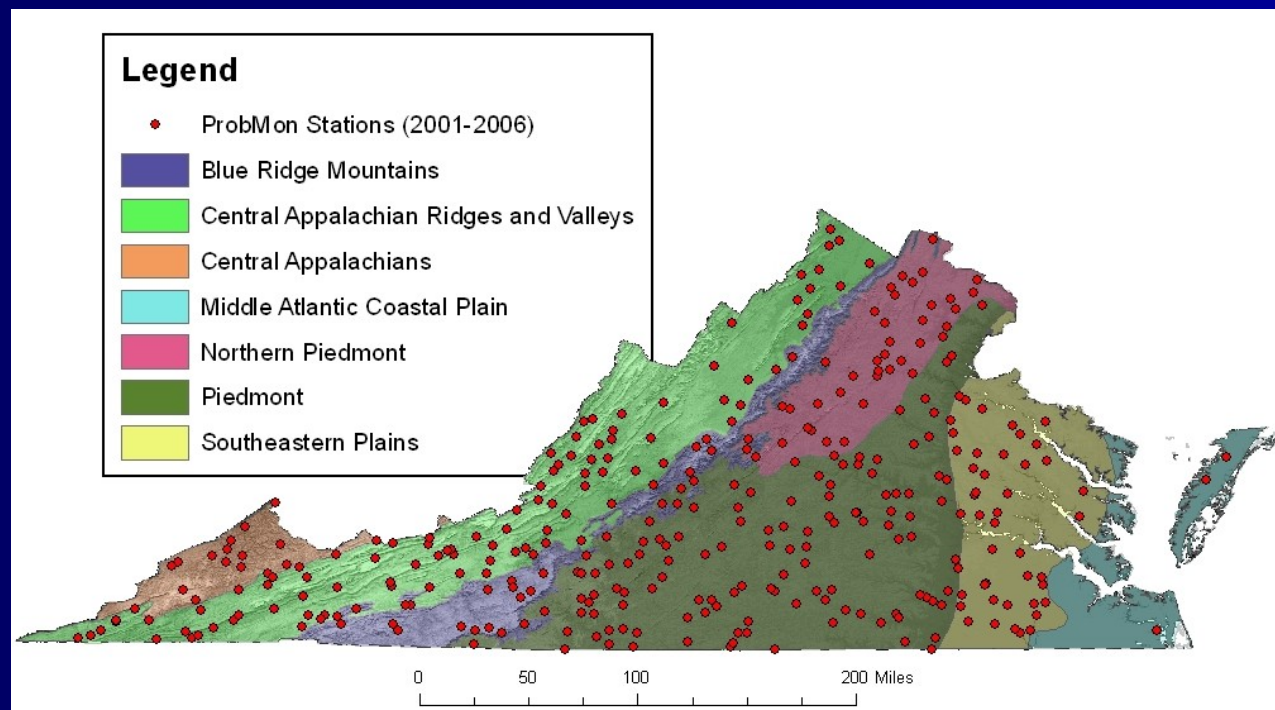 Legend
ProbMon Stations (2001-2006)
Blue Ridge Mountains
Central Appalachian Ridges and Valleys
Central Appalachians
Middle Atlantic Coastal Plain
Northern Piedmont
Piedmont
Southeastern Plains
0 50 100 200 Miles